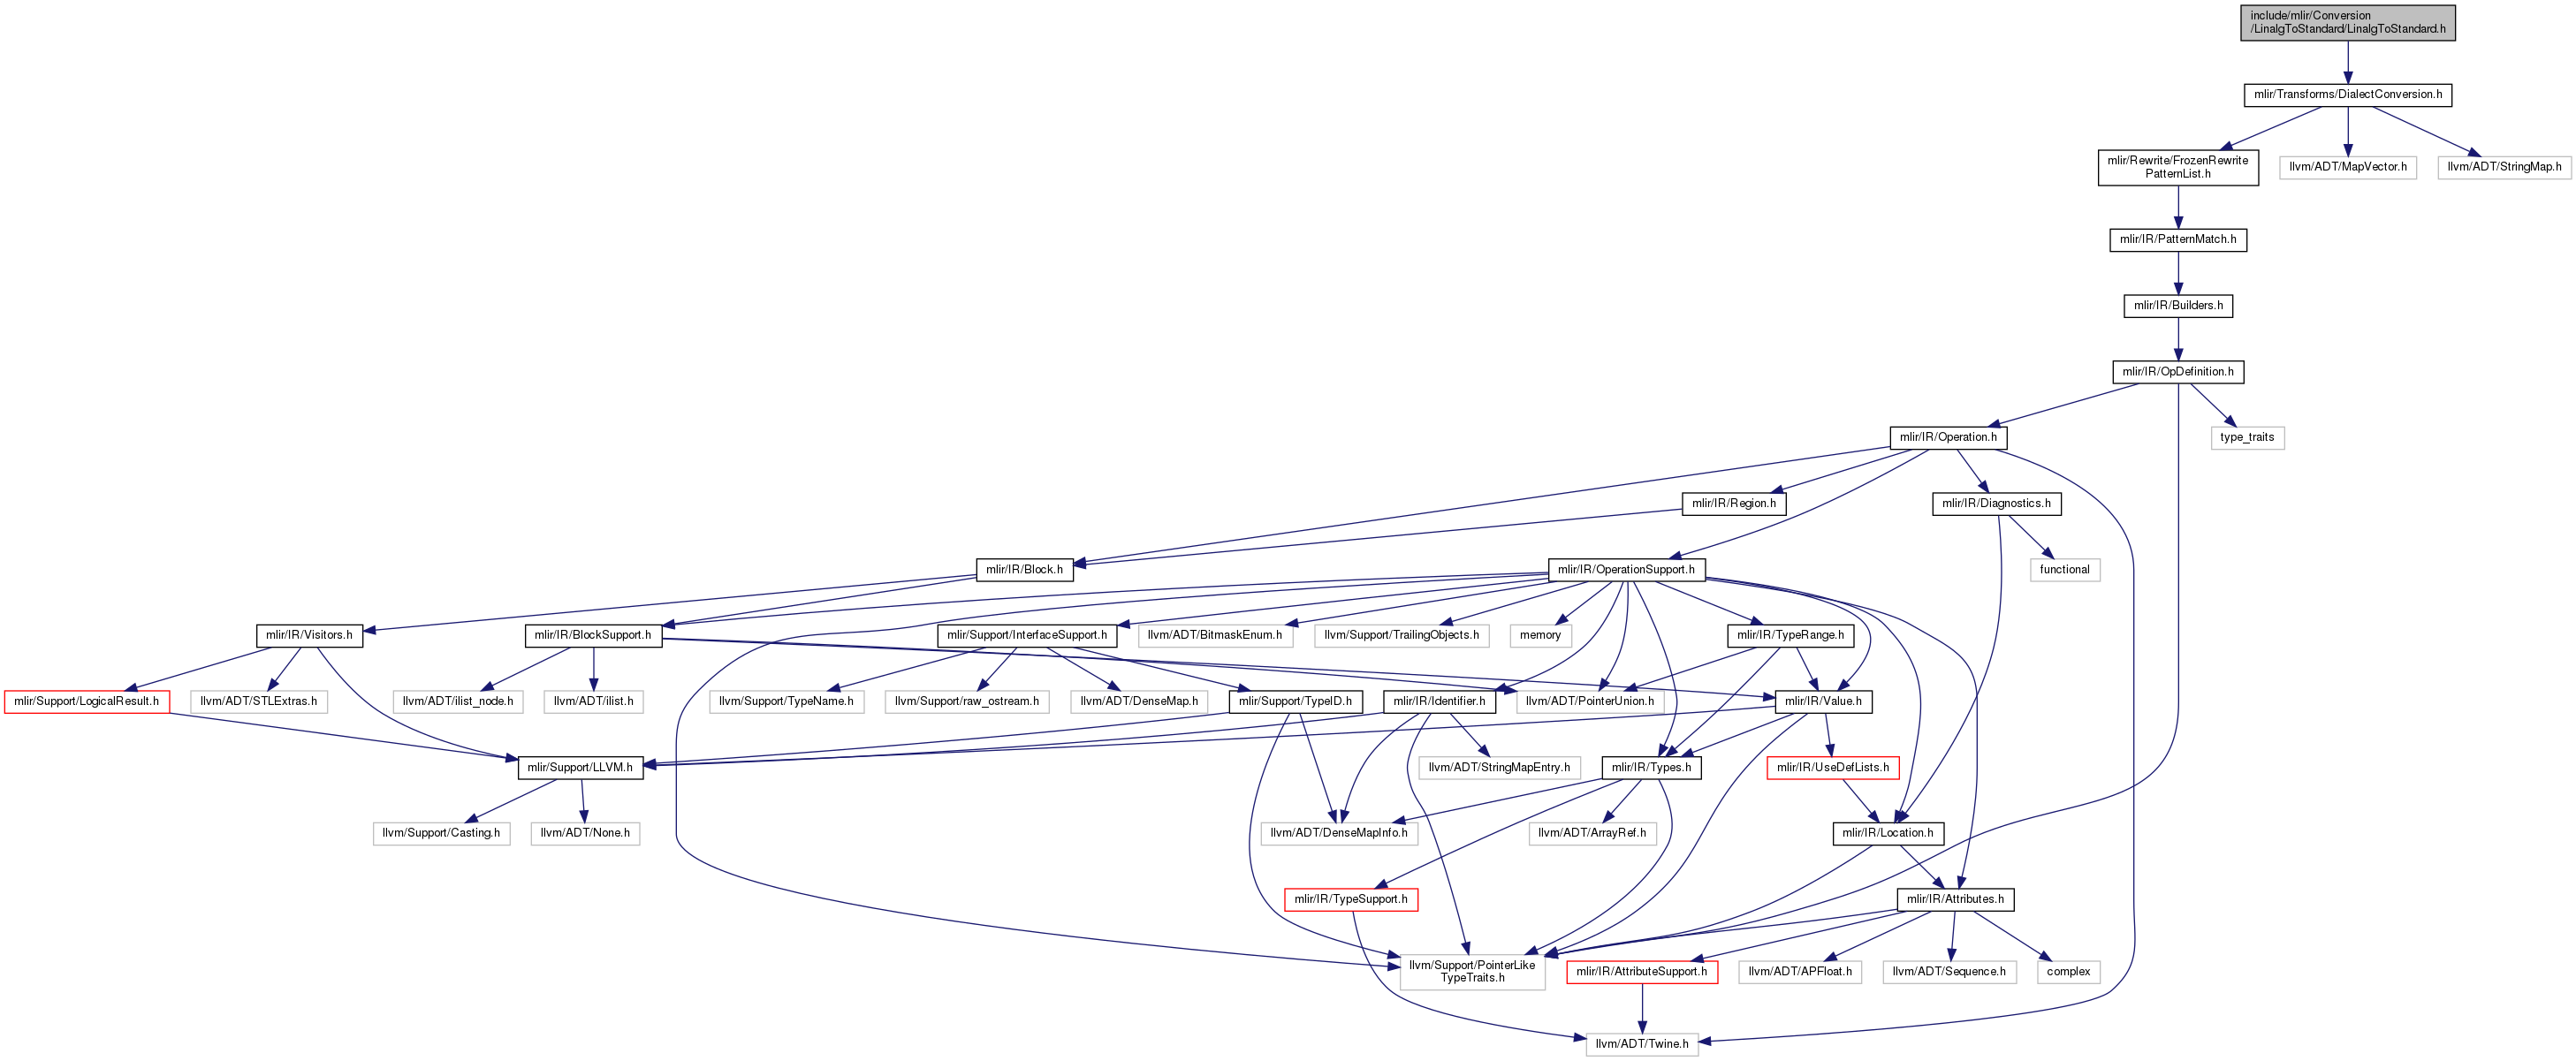 include/mlir/Conversion
/LinalgToStandard/LinalgToStandard.h
mlir/Transforms/DialectConversion.h
mlir/Rewrite/FrozenRewrite
PatternList.h
llvm/ADT/MapVector.h
llvm/ADT/StringMap.h
mlir/IR/PatternMatch.h
mlir/IR/Builders.h
mlir/IR/OpDefinition.h
mlir/IR/Operation.h
type_traits
mlir/IR/Region.h
mlir/IR/Diagnostics.h
mlir/IR/Block.h
mlir/IR/OperationSupport.h
functional
mlir/IR/Visitors.h
mlir/IR/BlockSupport.h
mlir/Support/InterfaceSupport.h
llvm/ADT/BitmaskEnum.h
llvm/Support/TrailingObjects.h
memory
mlir/IR/TypeRange.h
mlir/Support/LogicalResult.h
llvm/ADT/STLExtras.h
llvm/ADT/ilist_node.h
llvm/ADT/ilist.h
llvm/Support/TypeName.h
llvm/Support/raw_ostream.h
llvm/ADT/DenseMap.h
mlir/Support/TypeID.h
mlir/IR/Identifier.h
llvm/ADT/PointerUnion.h
mlir/IR/Value.h
mlir/Support/LLVM.h
llvm/ADT/StringMapEntry.h
mlir/IR/Types.h
mlir/IR/UseDefLists.h
llvm/Support/Casting.h
llvm/ADT/None.h
llvm/ADT/DenseMapInfo.h
llvm/ADT/ArrayRef.h
mlir/IR/Location.h
mlir/IR/TypeSupport.h
mlir/IR/Attributes.h
llvm/Support/PointerLike
TypeTraits.h
mlir/IR/AttributeSupport.h
llvm/ADT/APFloat.h
llvm/ADT/Sequence.h
complex
llvm/ADT/Twine.h